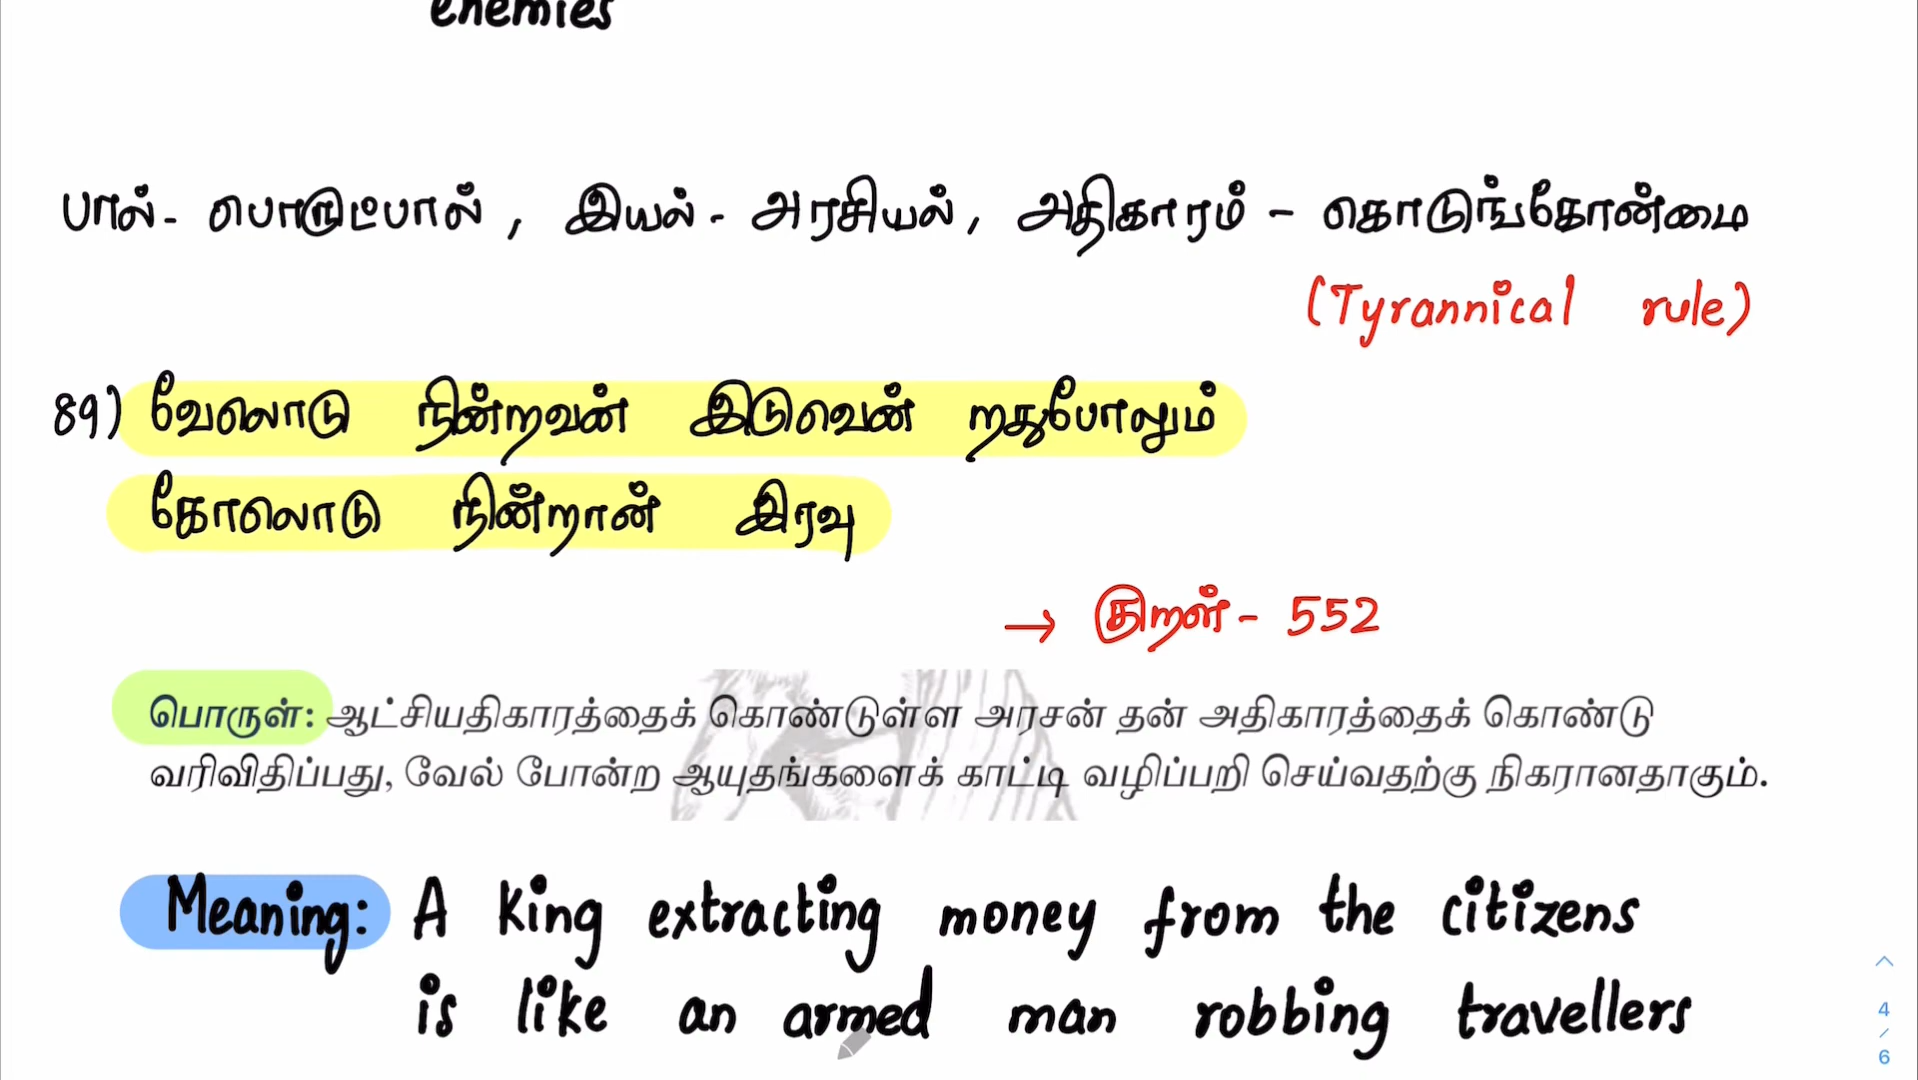 enemies
பால் - பொருட்பால் , இயல் - அரசியல் , அதிகாரம் - கொடுங்கோன்மை
(Tyrannical rule)
89) வேலொடு நின்றவன் இடுவென் றதுபோலும்
கோலொடு நின்றான் இரவு
→ குறள் - 552
பொருள்: ஆட்சியதிகாரத்தைக் கொண்டுள்ள அரசன் தன் அதிகாரத்தைக் கொண்டு
வரிவிதிப்பது, வேல் போன்ற ஆயுதங்களைக் காட்டி வழிப்பறி செய்வதற்கு நிகரானதாகும்.
Meaning: A king extracting money from the citizens
is like an armed man robbing travellers
4
/
6